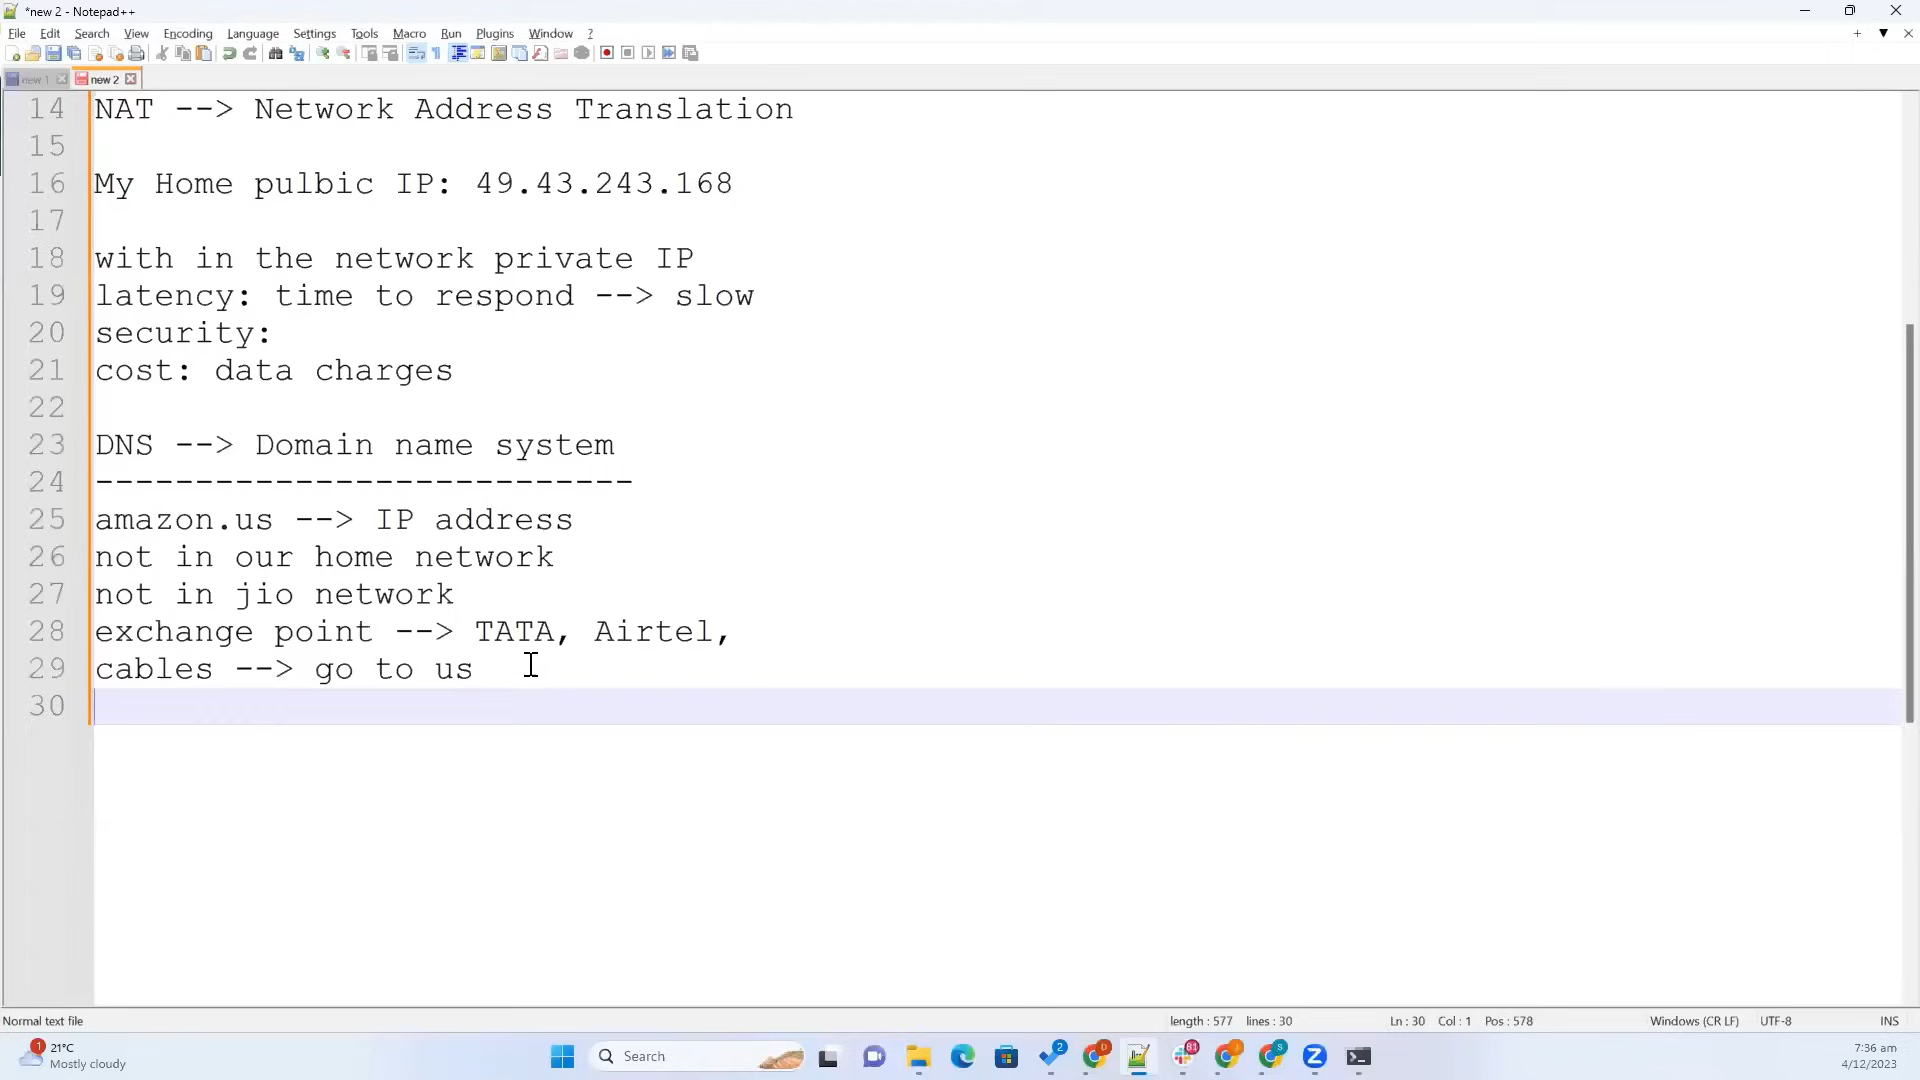 *new 2 - Notepad++
File Edit Search View Encoding Language Settings Tools Macro Run Plugins Window ?
new 1 new 2
14 NAT --> Network Address Translation
15
16 My Home pulbic IP: 49.43.243.168
17
18 with in the network private IP
19 latency: time to respond --> slow
20 security:
21 cost: data charges
22
23 DNS --> Domain name system
24 ---------------------------
25 amazon.us --> IP address
26 not in our home network
27 not in jio network
28 exchange point --> TATA, Airtel,
29 cables --> go to us
30
Normal text file length : 577 lines : 30 Ln : 30 Col : 1 Pos : 578 Windows (CR LF) UTF-8 INS
1 21°C Search 2 D 81 J S 7:36 am
Mostly cloudy 4/12/2023